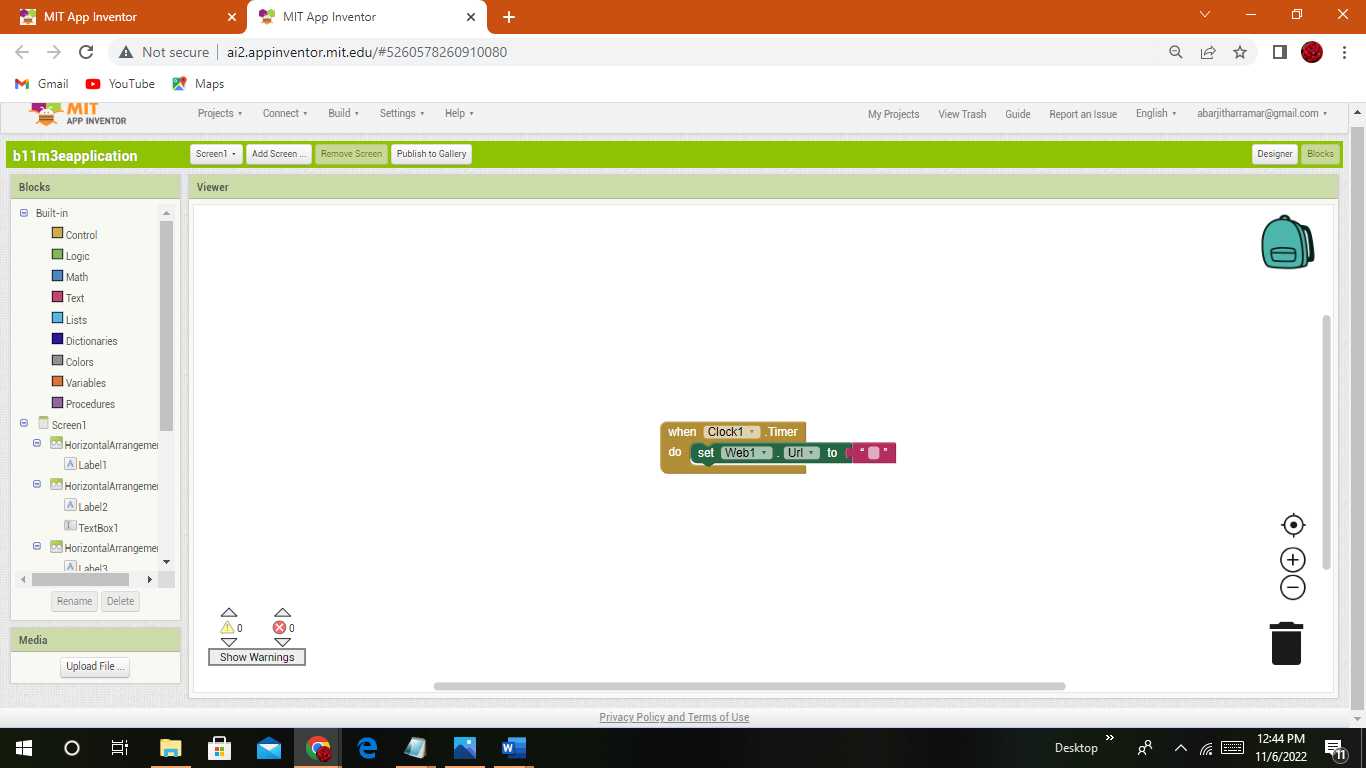 MIT App Inventor
MIT App Inventor
Not secure ai2.appinventor.mit.edu/#5260578260910080
Gmail YouTube Maps
MIT
APP INVENTOR
Projects Connect Build Settings Help My Projects View Trash Guide Report an Issue English abarjitharramar@gmail.com
b11m3eapplication Screen1 Add Screen ... Remove Screen Publish to Gallery Designer Blocks
Blocks
Viewer
Built-in
Control
Logic
Math
Text
Lists
Dictionaries
Colors
Variables
Procedures
Screen1
HorizontalArrangemer
Label1
HorizontalArrangemer
Label2
TextBox1
HorizontalArrangemer
Label3
Rename Delete
Media
Upload File ...
when Clock1 .Timer
do set Web1 . Url to “ ”
0 0
Show Warnings
Privacy Policy and Terms of Use
Desktop
12:44 PM
11/6/2022
11